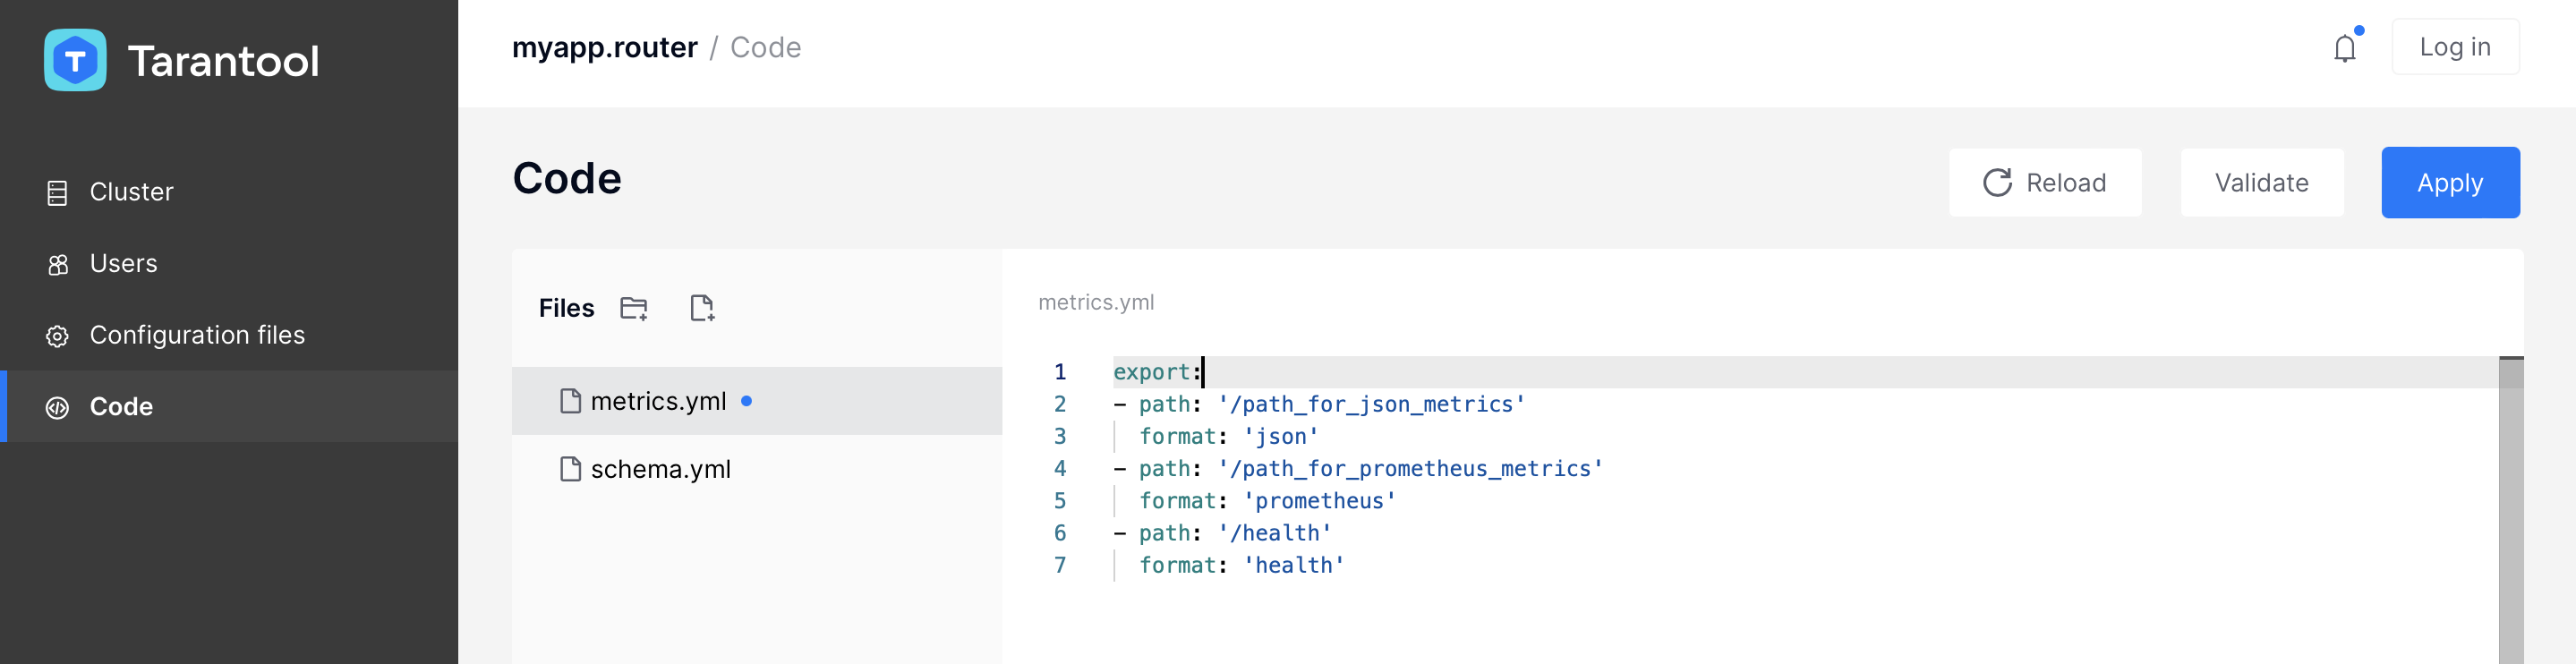 Tarantool
Cluster
Users
Configuration files
Code
myapp.router / Code
Log in
Code
Reload
Validate
Apply
Files
metrics.yml
schema.yml
metrics.yml
1 export:
2 - path: '/path_for_json_metrics'
3   format: 'json'
4 - path: '/path_for_prometheus_metrics'
5   format: 'prometheus'
6 - path: '/health'
7   format: 'health'